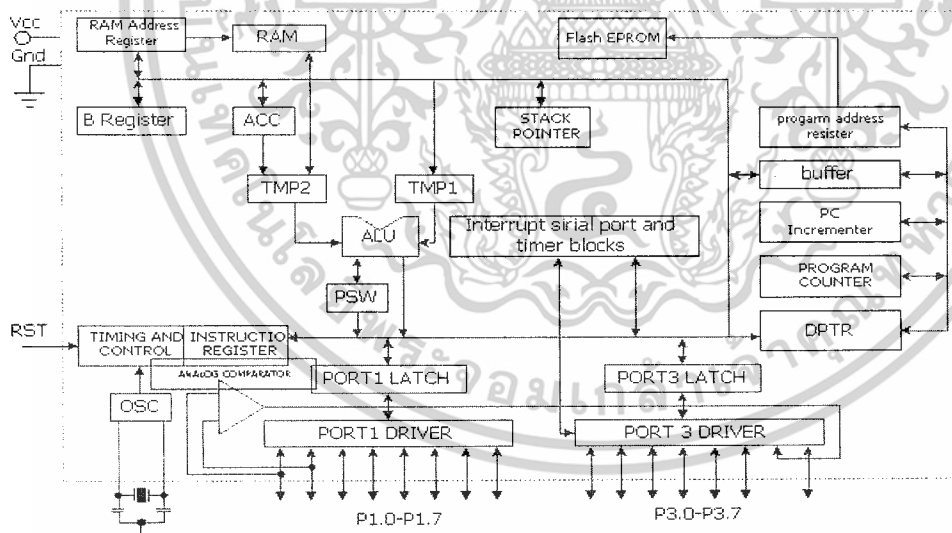 Vcc
Gnd
RAM Address
Register
RAM
Flash EPROM
B Register
ACC
STACK
POINTER
progarm address
resister
TMP2
TMP1
buffer
ALU
Interrupt sirial port and
timer blocks
PC
Incrementer
PSW
PROGRAM
COUNTER
RST
TIMING AND
CONTROL
INSTRUCTION
REGISTER
DPTR
ANALOG COMPARATOR
PORT1 LATCH
PORT3 LATCH
OSC
PORT1 DRIVER
PORT 3 DRIVER
P1.0-P1.7
P3.0-P3.7